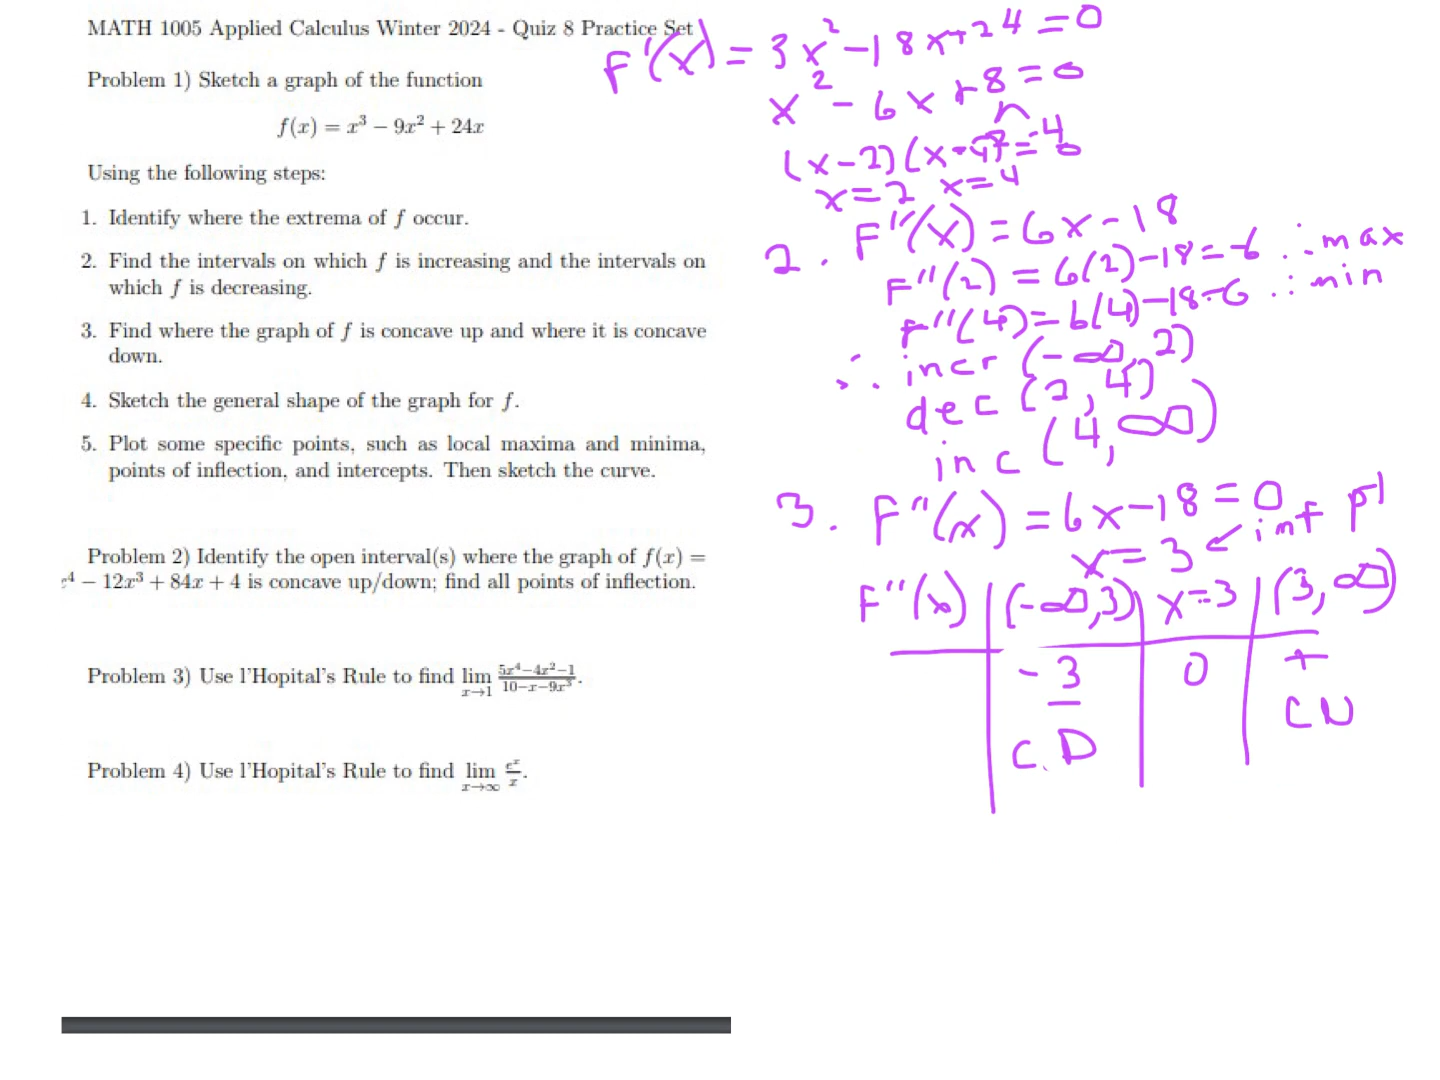 MATH 1005 Applied Calculus Winter 2024 - Quiz 8 Practice Set
Problem 1) Sketch a graph of the function
f(x) = x³ − 9x² + 24x
Using the following steps:
1. Identify where the extrema of f occur.
2. Find the intervals on which f is increasing and the intervals on
which f is decreasing.
3. Find where the graph of f is concave up and where it is concave
down.
4. Sketch the general shape of the graph for f.
5. Plot some specific points, such as local maxima and minima,
points of inflection, and intercepts. Then sketch the curve.
Problem 2) Identify the open interval(s) where the graph of f(x) =
⁴ − 12x³ + 84x + 4 is concave up/down; find all points of inflection.
Problem 3) Use l'Hopital's Rule to find lim x→1 (5x⁴−4x²−1)/(10−x−9x³).
Problem 4) Use l'Hopital's Rule to find lim x→∞ eˣ/x.
F'(x) = 3x² − 18x + 24 = 0
x² − 6x + 8 = 0
(x−2)(x−4) = 0
x = 2 x = 4
2. F''(x) = 6x − 18
F''(2) = 6(2) − 18 = −6 ∴ max
F''(4) = 6(4) − 18 = 6 ∴ min
∴ incr (−∞, 2)
dec (2, 4)
inc (4, ∞)
3. F''(x) = 6x − 18 = 0
x = 3 ← inf pt
F''(x) | (−∞, 3) | x = 3 | (3, ∞)
− 3 0 +
C.D CU